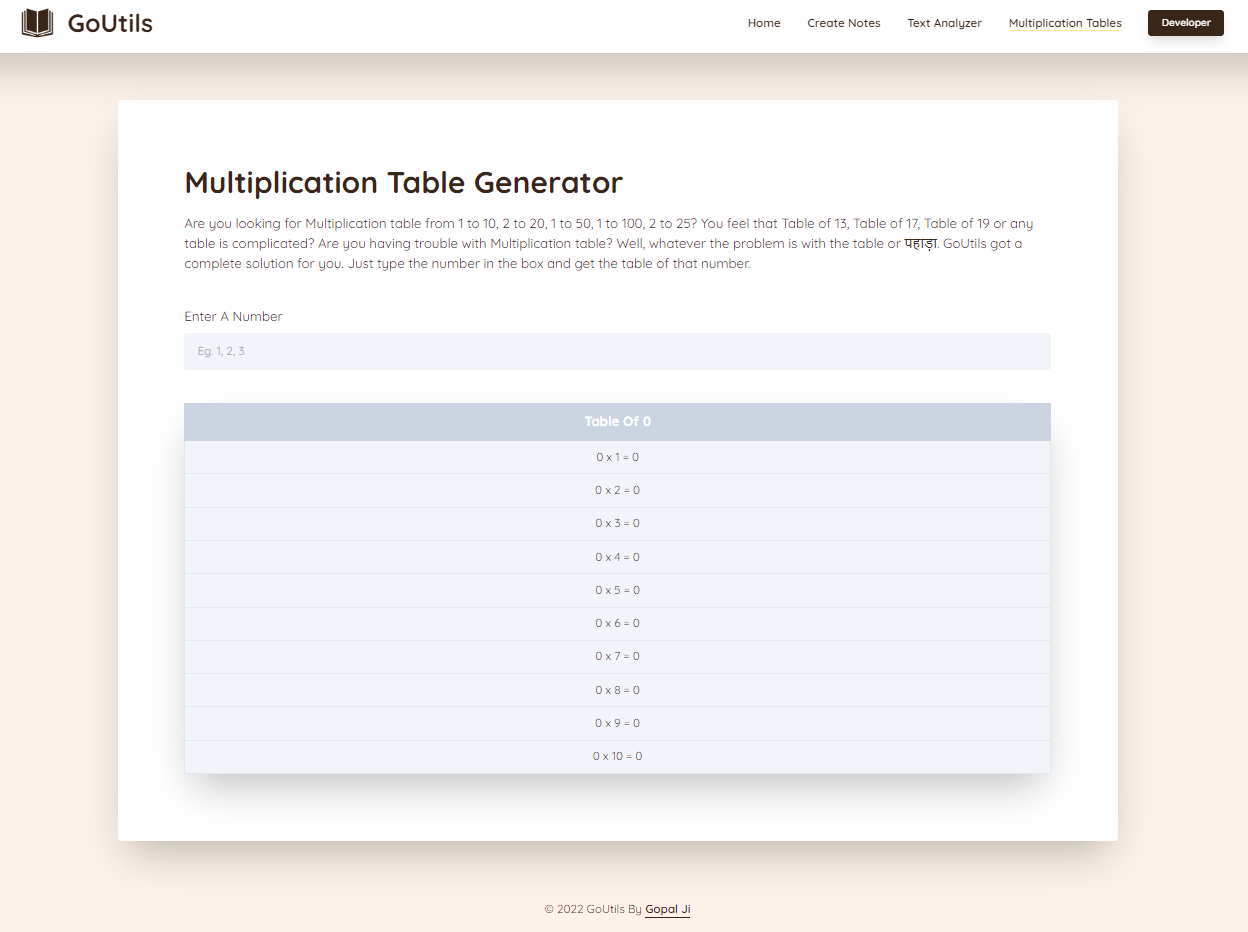 GoUtils
Home Create Notes Text Analyzer Multiplication Tables Developer
Multiplication Table Generator
Are you looking for Multiplication table from 1 to 10, 2 to 20, 1 to 50, 1 to 100, 2 to 25? You feel that Table of 13, Table of 17, Table of 19 or any
table is complicated? Are you having trouble with Multiplication table? Well, whatever the problem is with the table or पहाड़ा. GoUtils got a
complete solution for you. Just type the number in the box and get the table of that number.
Enter A Number
Eg. 1, 2, 3
Table Of 0
0 x 1 = 0
0 x 2 = 0
0 x 3 = 0
0 x 4 = 0
0 x 5 = 0
0 x 6 = 0
0 x 7 = 0
0 x 8 = 0
0 x 9 = 0
0 x 10 = 0
© 2022 GoUtils By Gopal Ji